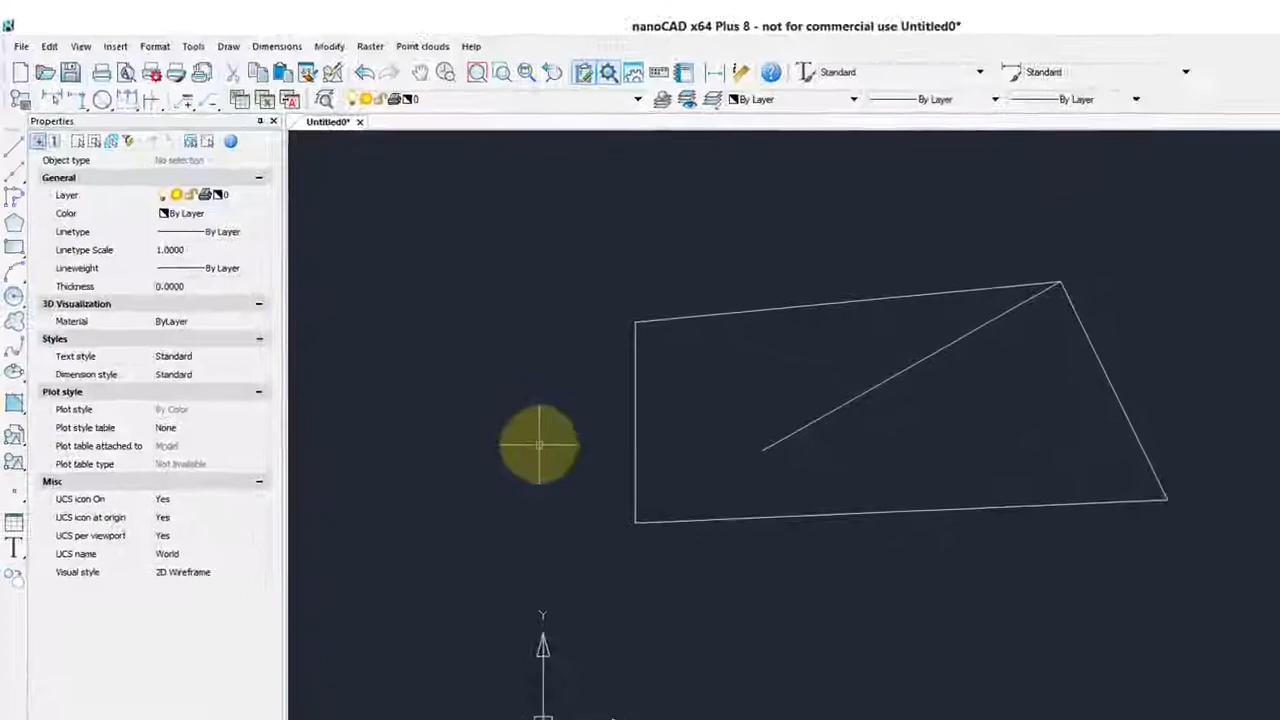 nanoCAD x64 Plus 8 - not for commercial use Untitled0*
File Edit View Insert Format Tools Draw Dimensions Modify Raster Point clouds Help
Standard Standard
0 By Layer By Layer By Layer
Properties
Untitled0*
Object type No selection
General
Layer 0
Color By Layer
Linetype By Layer
Linetype Scale 1.0000
Lineweight By Layer
Thickness 0.0000
3D Visualization
Material ByLayer
Styles
Text style Standard
Dimension style Standard
Plot style
Plot style By Color
Plot style table None
Plot table attached to Model
Plot table type Not available
Misc
UCS icon On Yes
UCS icon at origin Yes
UCS per viewport Yes
UCS name World
Visual style 2D Wireframe
Y